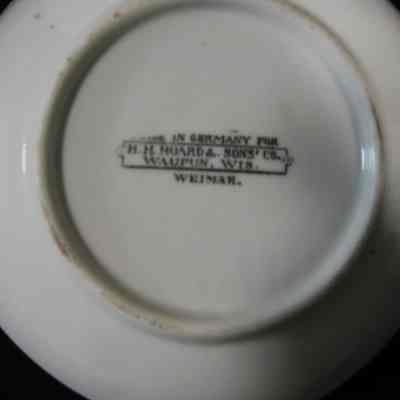 MADE IN GERMANY FOR
H. H. HOARD & SONS' CO.,
WAUPUN, WIS.
WEIMAR.